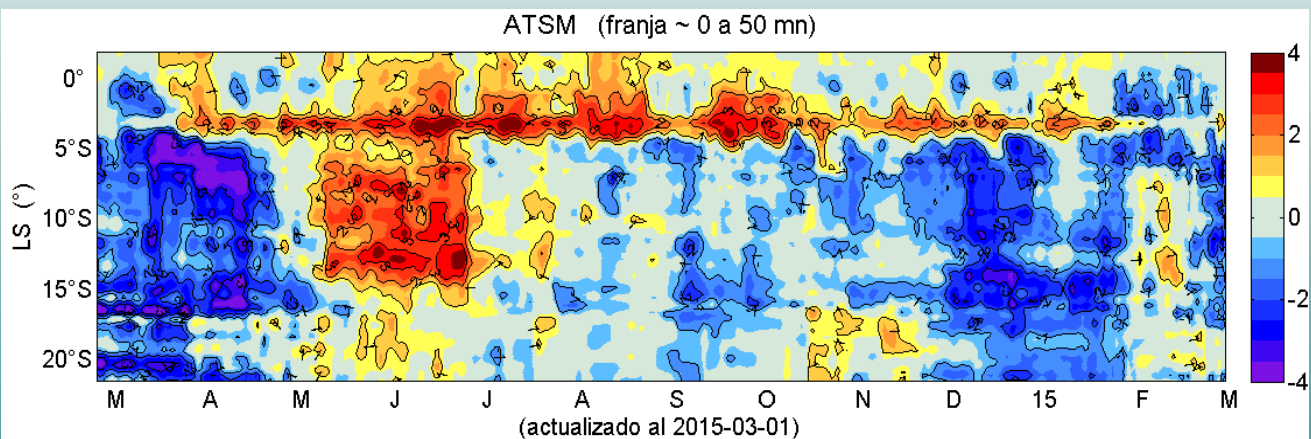 ATSM (franja ~ 0 a 50 mn)
0°
5°S
10°S
15°S
20°S
LS (°)
4
2
0
-2
-4
M A M J J A S O N D 15 F M
(actualizado al 2015-03-01)